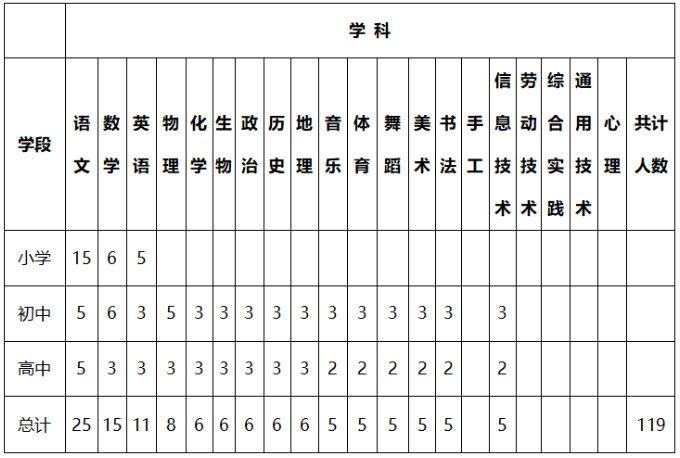 学 科
学段 语文 数学 英语 物理 化学 生物 政治 历史 地理 音乐 体育 舞蹈 美术 书法 手工 信息技术 劳动技术 综合实践 通用技术 心理 共计人数
小学 15 6 5
初中 5 6 3 5 3 3 3 3 3 3 3 3 3 3 3
高中 5 3 3 3 3 3 3 3 3 2 2 2 2 2 2
总计 25 15 11 8 6 6 6 6 6 5 5 5 5 5 5 119